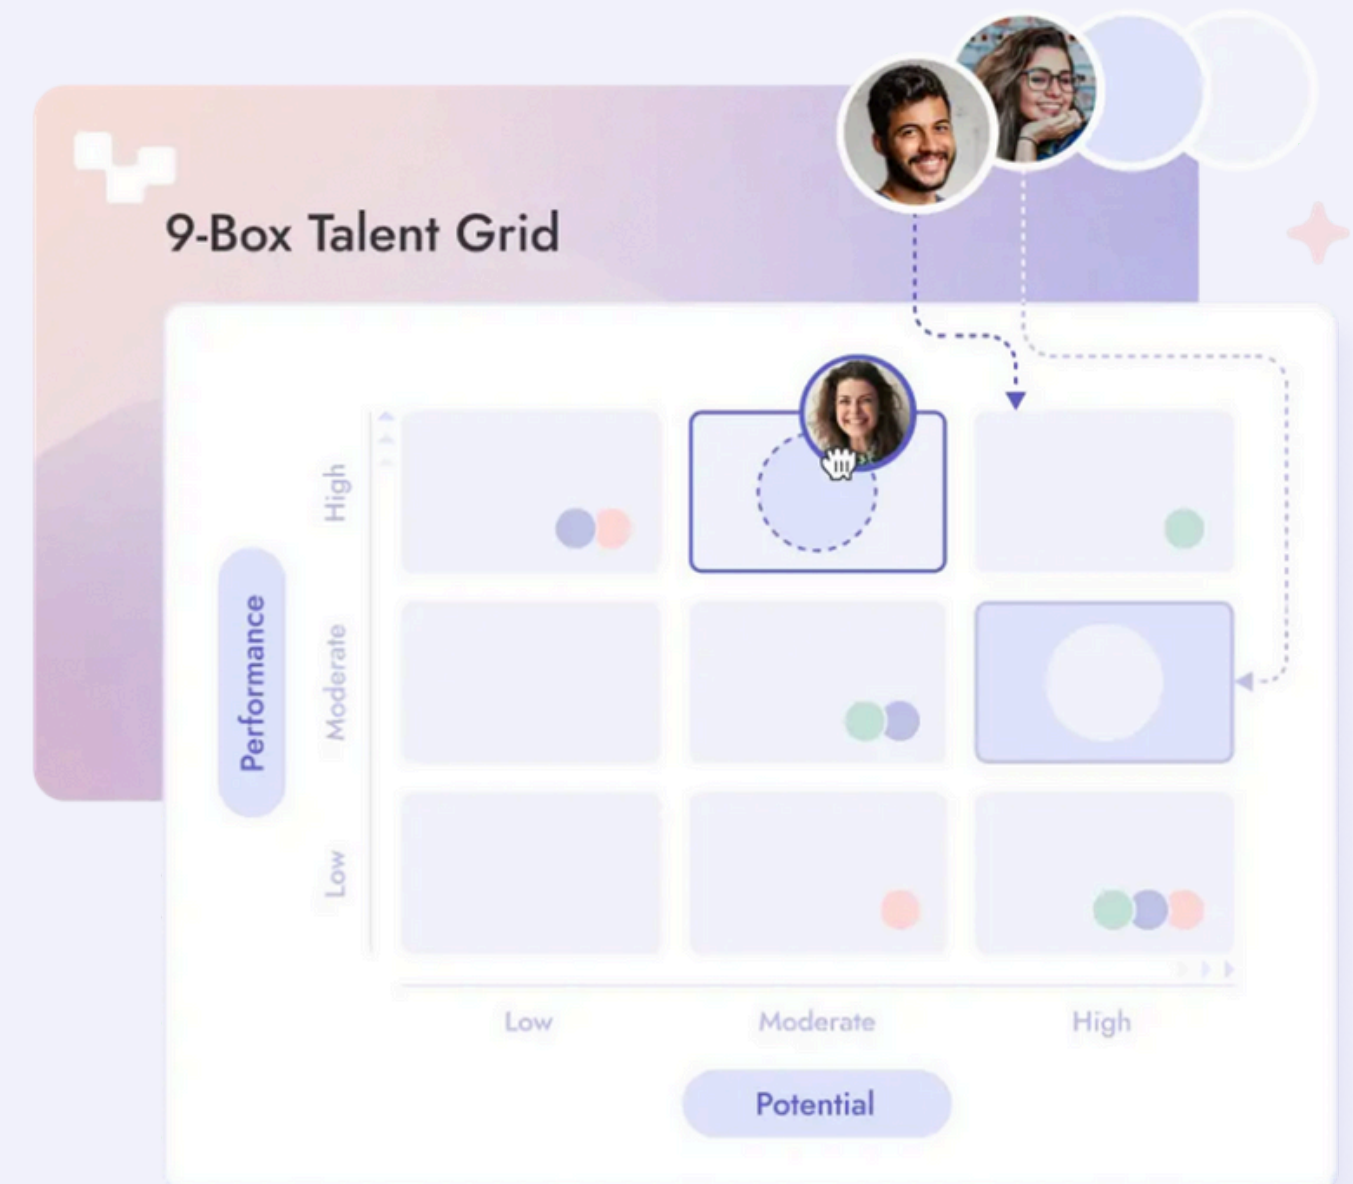 9-Box Talent Grid
High
Moderate
Low
Performance
Low
Moderate
High
Potential